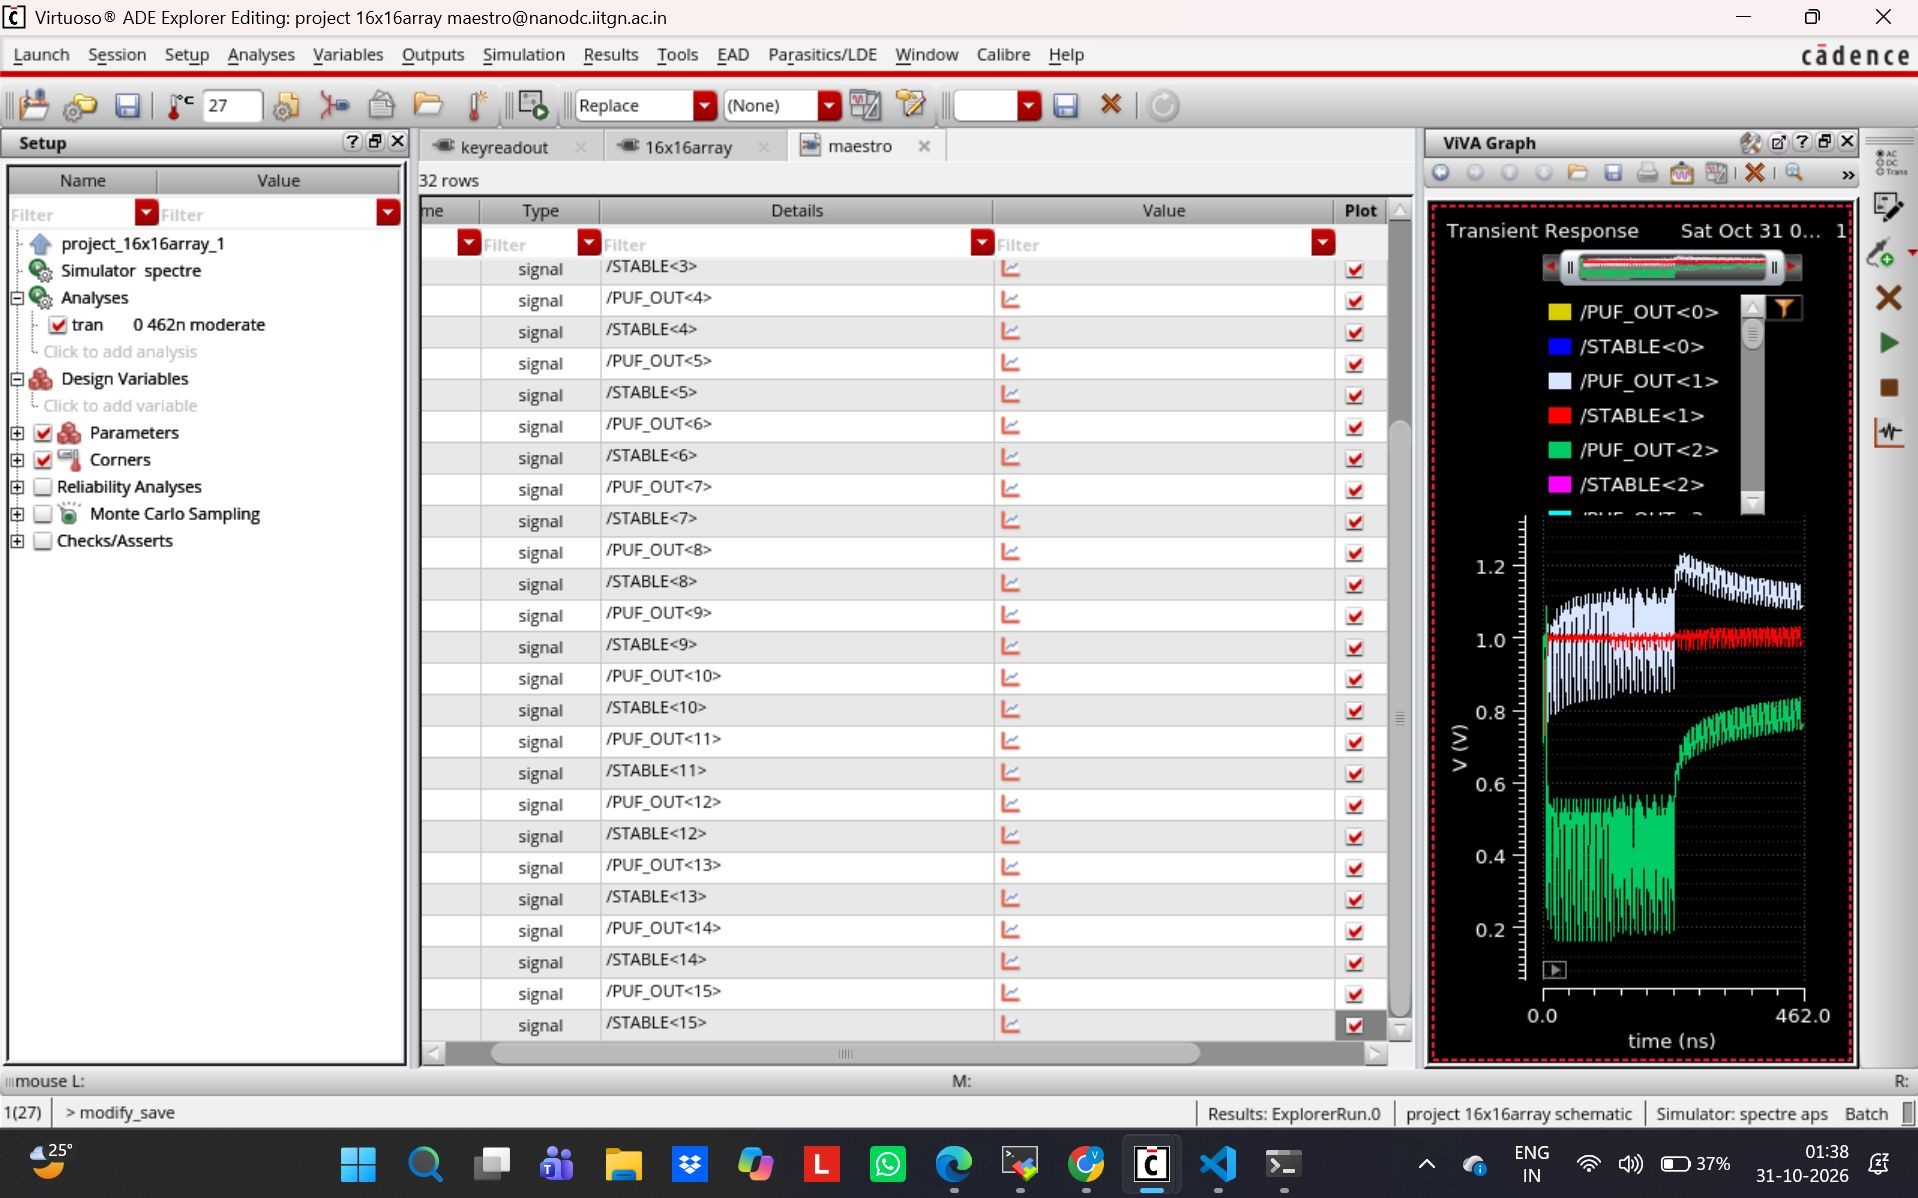 Virtuoso® ADE Explorer Editing: project 16x16array maestro@nanodc.iitgn.ac.in
Launch Session Setup Analyses Variables Outputs Simulation Results Tools EAD Parasitics/LDE Window Calibre Help
cādence
°C 27 Replace (None)
Setup
Name Value
Filter Filter
project_16x16array_1
Simulator spectre
Analyses
tran 0 462n moderate
Click to add analysis
Design Variables
Click to add variable
Parameters
Corners
Reliability Analyses
Monte Carlo Sampling
Checks/Asserts
keyreadout 16x16array maestro
32 rows
me Type Details Value Plot
Filter Filter Filter
signal /STABLE<3>
signal /PUF_OUT<4>
signal /STABLE<4>
signal /PUF_OUT<5>
signal /STABLE<5>
signal /PUF_OUT<6>
signal /STABLE<6>
signal /PUF_OUT<7>
signal /STABLE<7>
signal /PUF_OUT<8>
signal /STABLE<8>
signal /PUF_OUT<9>
signal /STABLE<9>
signal /PUF_OUT<10>
signal /STABLE<10>
signal /PUF_OUT<11>
signal /STABLE<11>
signal /PUF_OUT<12>
signal /STABLE<12>
signal /PUF_OUT<13>
signal /STABLE<13>
signal /PUF_OUT<14>
signal /STABLE<14>
signal /PUF_OUT<15>
signal /STABLE<15>
ViVA Graph
»
Transient Response Sat Oct 31 0... 1
/PUF_OUT<0>
/STABLE<0>
/PUF_OUT<1>
/STABLE<1>
/PUF_OUT<2>
/STABLE<2>
1.2
1.0
0.8
0.6
0.4
0.2
V (V)
0.0 462.0
time (ns)
AC
DC
Trans
mouse L: M: R:
1(27) > modify_save
Results: ExplorerRun.0 project 16x16array schematic Simulator: spectre aps Batch
25°
L
ENG
IN
37%
01:38
31-10-2026